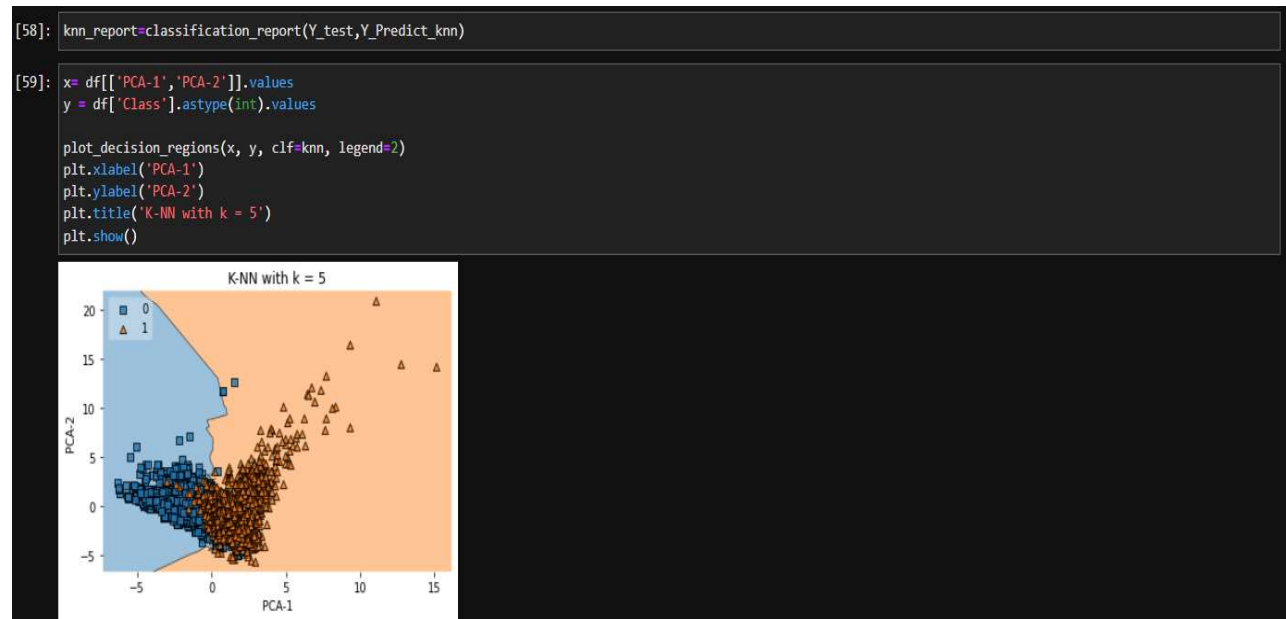 [58]: knn_report=classification_report(Y_test,Y_Predict_knn)
[59]: x= df[['PCA-1','PCA-2']].values
y = df['Class'].astype(int).values
plot_decision_regions(x, y, clf=knn, legend=2)
plt.xlabel('PCA-1')
plt.ylabel('PCA-2')
plt.title('K-NN with k = 5')
plt.show()
K-NN with k = 5
0
1
20
15
10
5
0
−5
PCA-2
−5 0 5 10 15
PCA-1